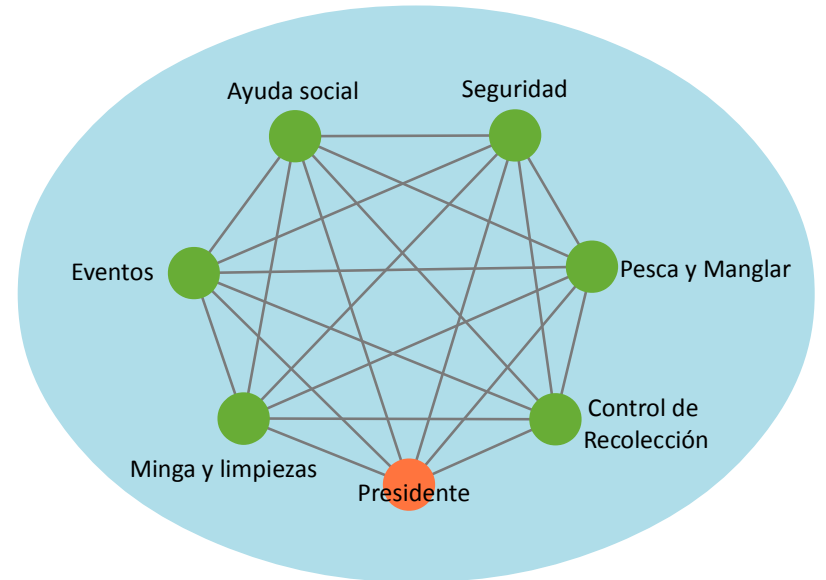 Ayuda social
Seguridad
Eventos
Pesca y Manglar
Control de
Recolección
Minga y limpiezas
Presidente